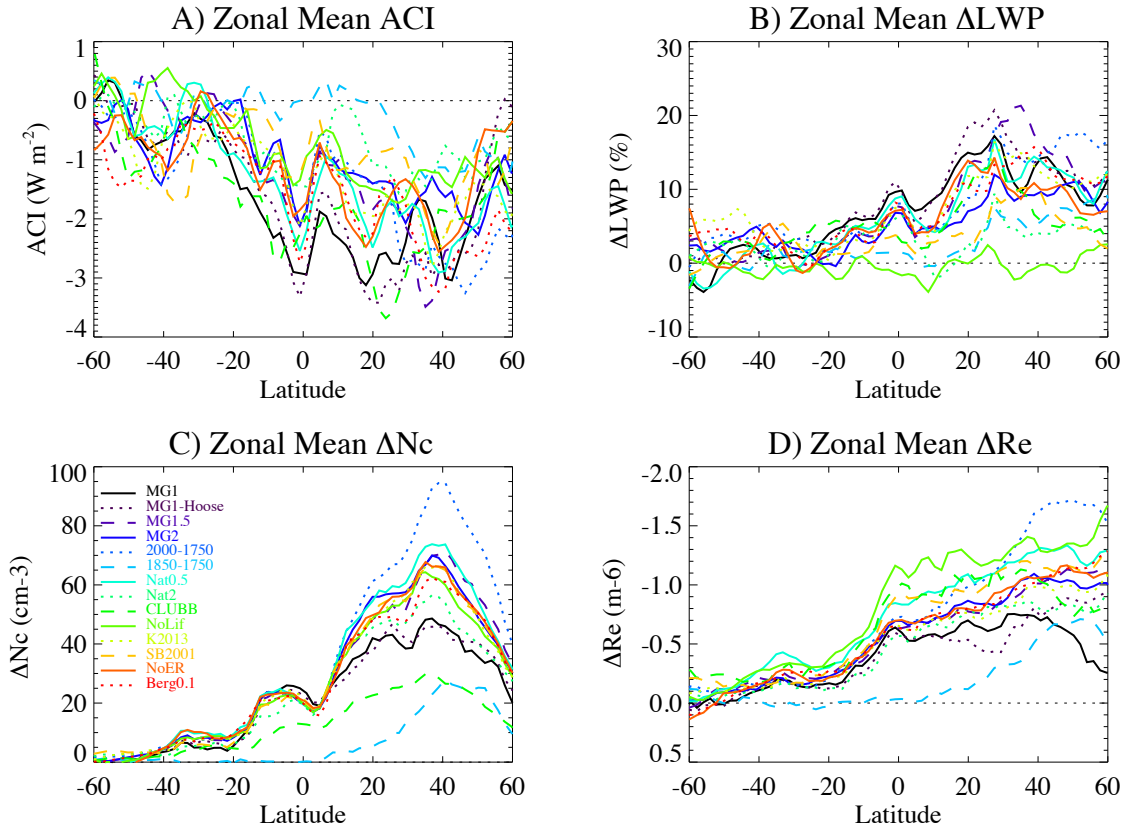 A) Zonal Mean ACI
1
0
-1
-2
-3
-4
ACI (W m-2)
-60 -40 -20 0 20 40 60
Latitude
B) Zonal Mean ΔLWP
30
20
10
0
-10
ΔLWP (%)
-60 -40 -20 0 20 40 60
Latitude
C) Zonal Mean ΔNc
100
80
60
40
20
0
ΔNc (cm-3)
MG1
MG1-Hoose
MG1.5
MG2
2000-1750
1850-1750
Nat0.5
Nat2
CLUBB
NoLif
K2013
SB2001
NoER
Berg0.1
-60 -40 -20 0 20 40 60
Latitude
D) Zonal Mean ΔRe
-2.0
-1.5
-1.0
-0.5
0.0
0.5
ΔRe (m-6)
-60 -40 -20 0 20 40 60
Latitude